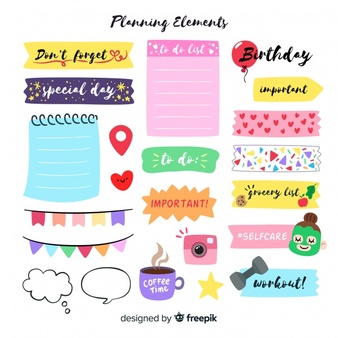 Planning Elements
Don't forget
to do list
Birthday
special day
important
to do:
grocery list
IMPORTANT!
#SELFCARE
COFFEE
TIME
workout!
designed by freepik